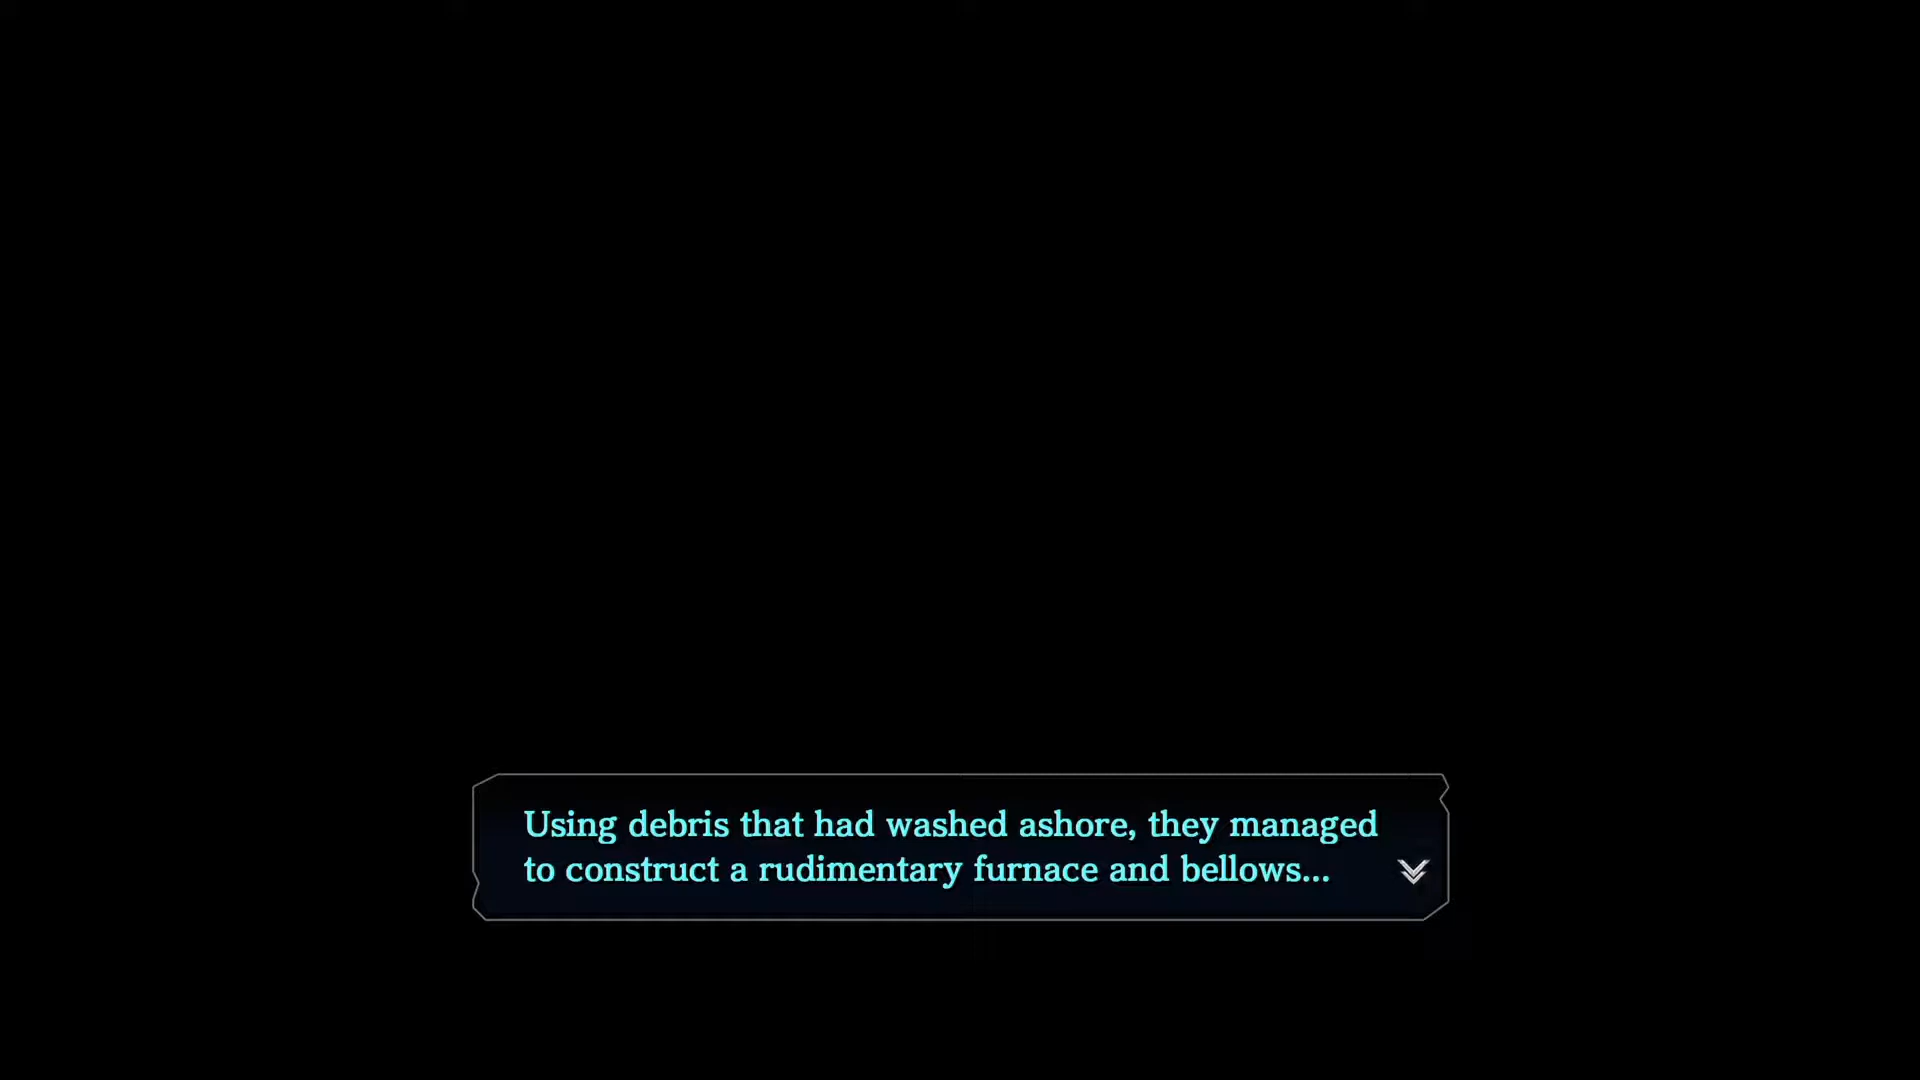 Using debris that had washed ashore, they managed
to construct a rudimentary furnace and bellows...